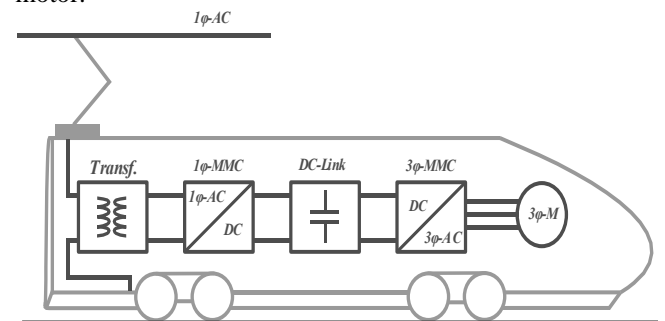 motor.
1φ-AC
Transf.
1φ-MMC
DC-Link
3φ-MMC
1φ-AC
DC
DC
3φ-AC
3φ-M